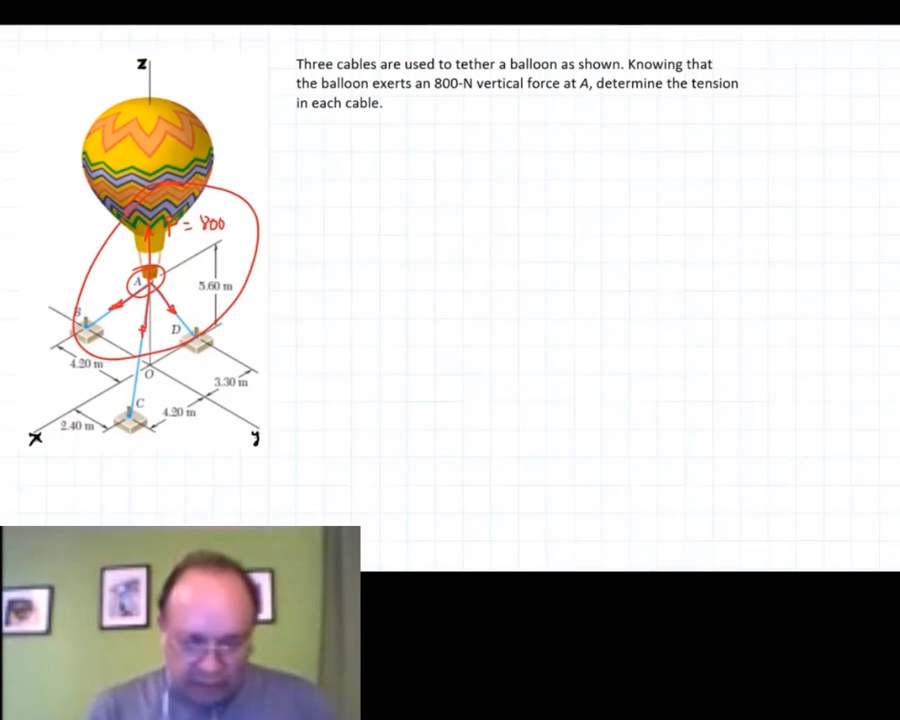 Three cables are used to tether a balloon as shown. Knowing that
the balloon exerts an 800-N vertical force at A, determine the tension
in each cable.
z
P = 800
A
5.60 m
B
D
4.20 m
O
3.30 m
C
4.20 m
2.40 m
x
y